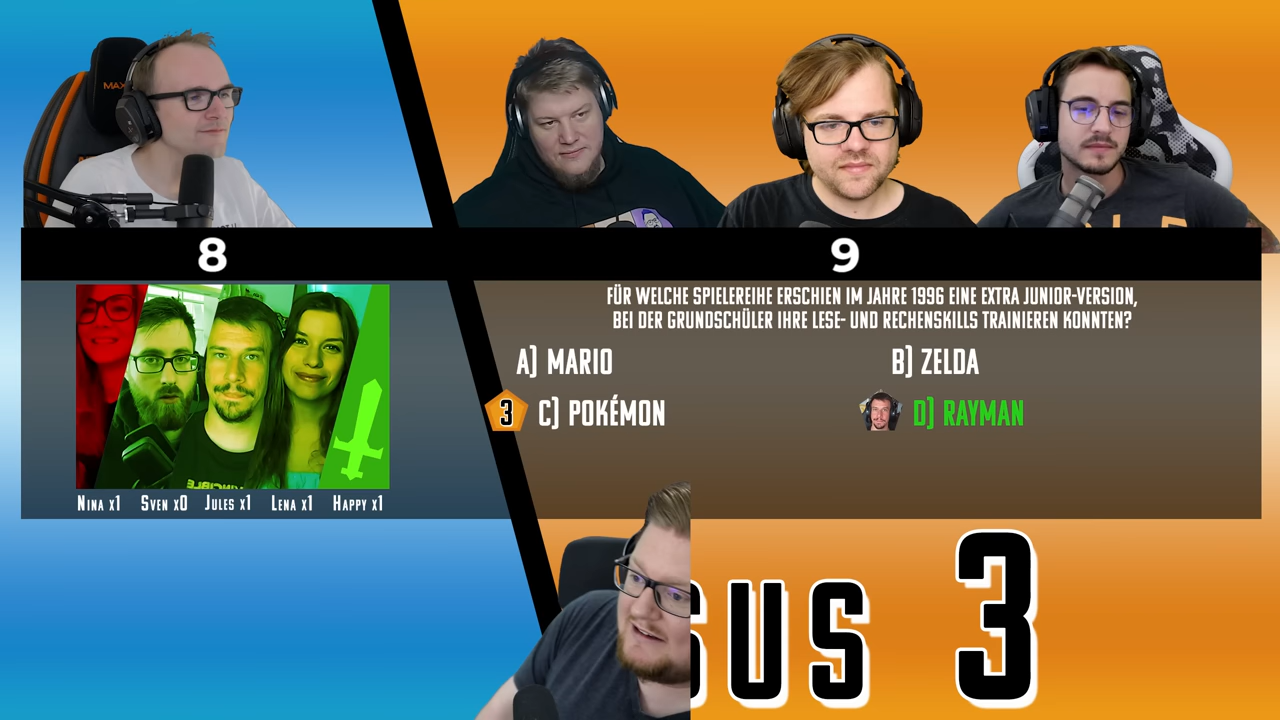 MAX
8
9
FÜR WELCHE SPIELEREIHE ERSCHIEN IM JAHRE 1996 EINE EXTRA JUNIOR-VERSION,
BEI DER GRUNDSCHÜLER IHRE LESE- UND RECHENSKILLS TRAINIEREN KONNTEN?
A) MARIO
B) ZELDA
3 C) POKÉMON
D) RAYMAN
NINA X1 SVEN X0 JULES X1 LENA X1 HAPPY X1
SUS 3